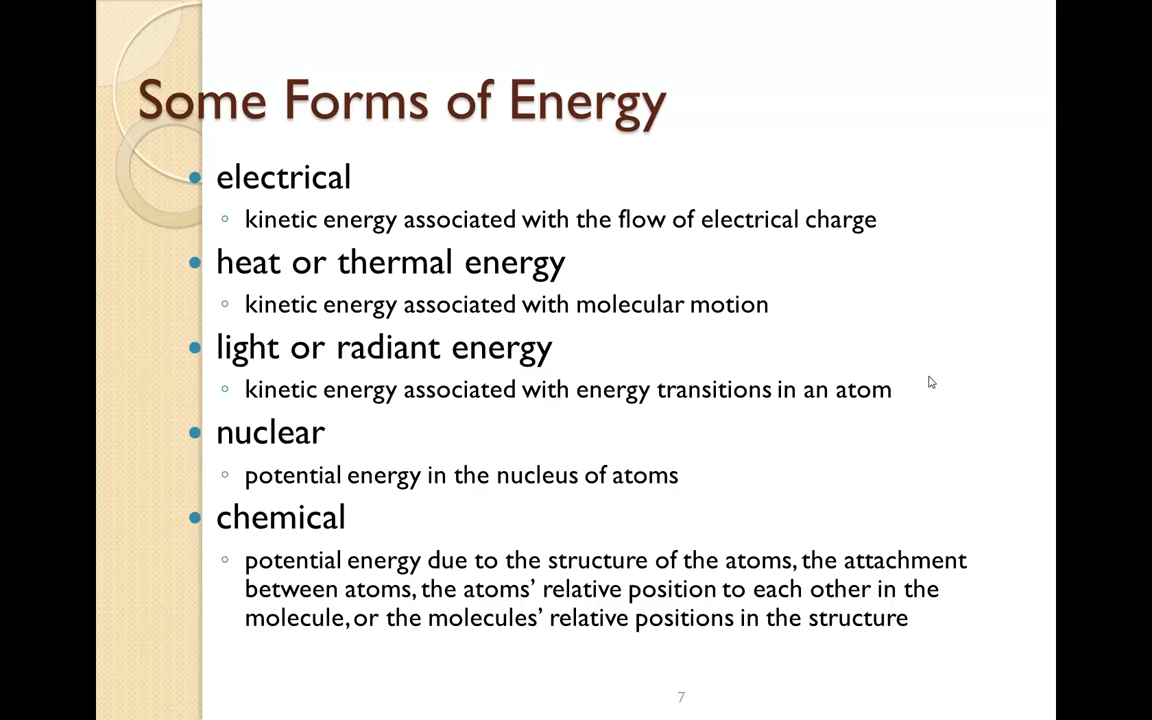 Some Forms of Energy
• electrical
◦ kinetic energy associated with the flow of electrical charge
• heat or thermal energy
◦ kinetic energy associated with molecular motion
• light or radiant energy
◦ kinetic energy associated with energy transitions in an atom
• nuclear
◦ potential energy in the nucleus of atoms
• chemical
◦ potential energy due to the structure of the atoms, the attachment
between atoms, the atoms’ relative position to each other in the
molecule, or the molecules’ relative positions in the structure
7